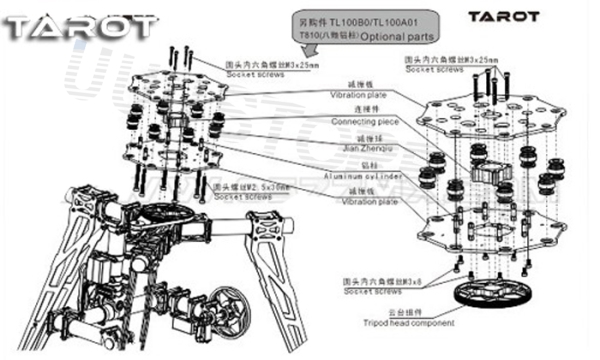 TAROT
另购件 TL100B0/TL100A01
T810(八轴铝柱) Optional parts
TAROT
圆头内六角螺丝M3x25mm
Socket screws
圆头内六角螺丝M3x25mm
Socket screws
减振板
Vibration plate
连接件
Connecting piece
减振球
Jian Zhenqiu
铝柱
Aluminum cylinder
圆头螺丝M2.5x30mm
Socket screws
减振板
Vibration plate
圆头内六角螺丝M3x8
Socket screws
云台组件
Tripod head component